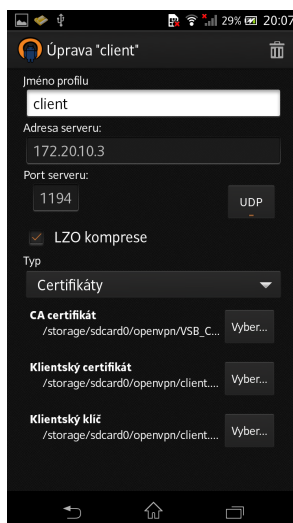 29% 20:07
Úprava "client"
Jméno profilu
client
Adresa serveru:
172.20.10.3
Port serveru:
1194
UDP
LZO komprese
Typ
Certifikáty
CA certifikát
/storage/sdcard0/openvpn/VSB_C...
Vyber...
Klientský certifikát
/storage/sdcard0/openvpn/client....
Vyber...
Klientský klíč
/storage/sdcard0/openvpn/client....
Vyber...